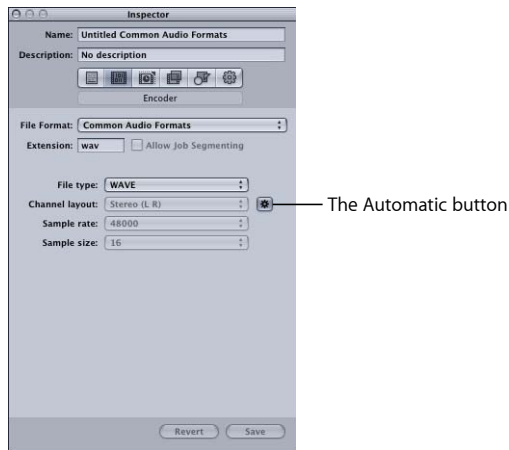 Inspector
Name: Untitled Common Audio Formats
Description: No description
Encoder
File Format: Common Audio Formats
Extension: wav Allow Job Segmenting
File type: WAVE
Channel layout: Stereo (L R) The Automatic button
Sample rate: 48000
Sample size: 16
Revert Save